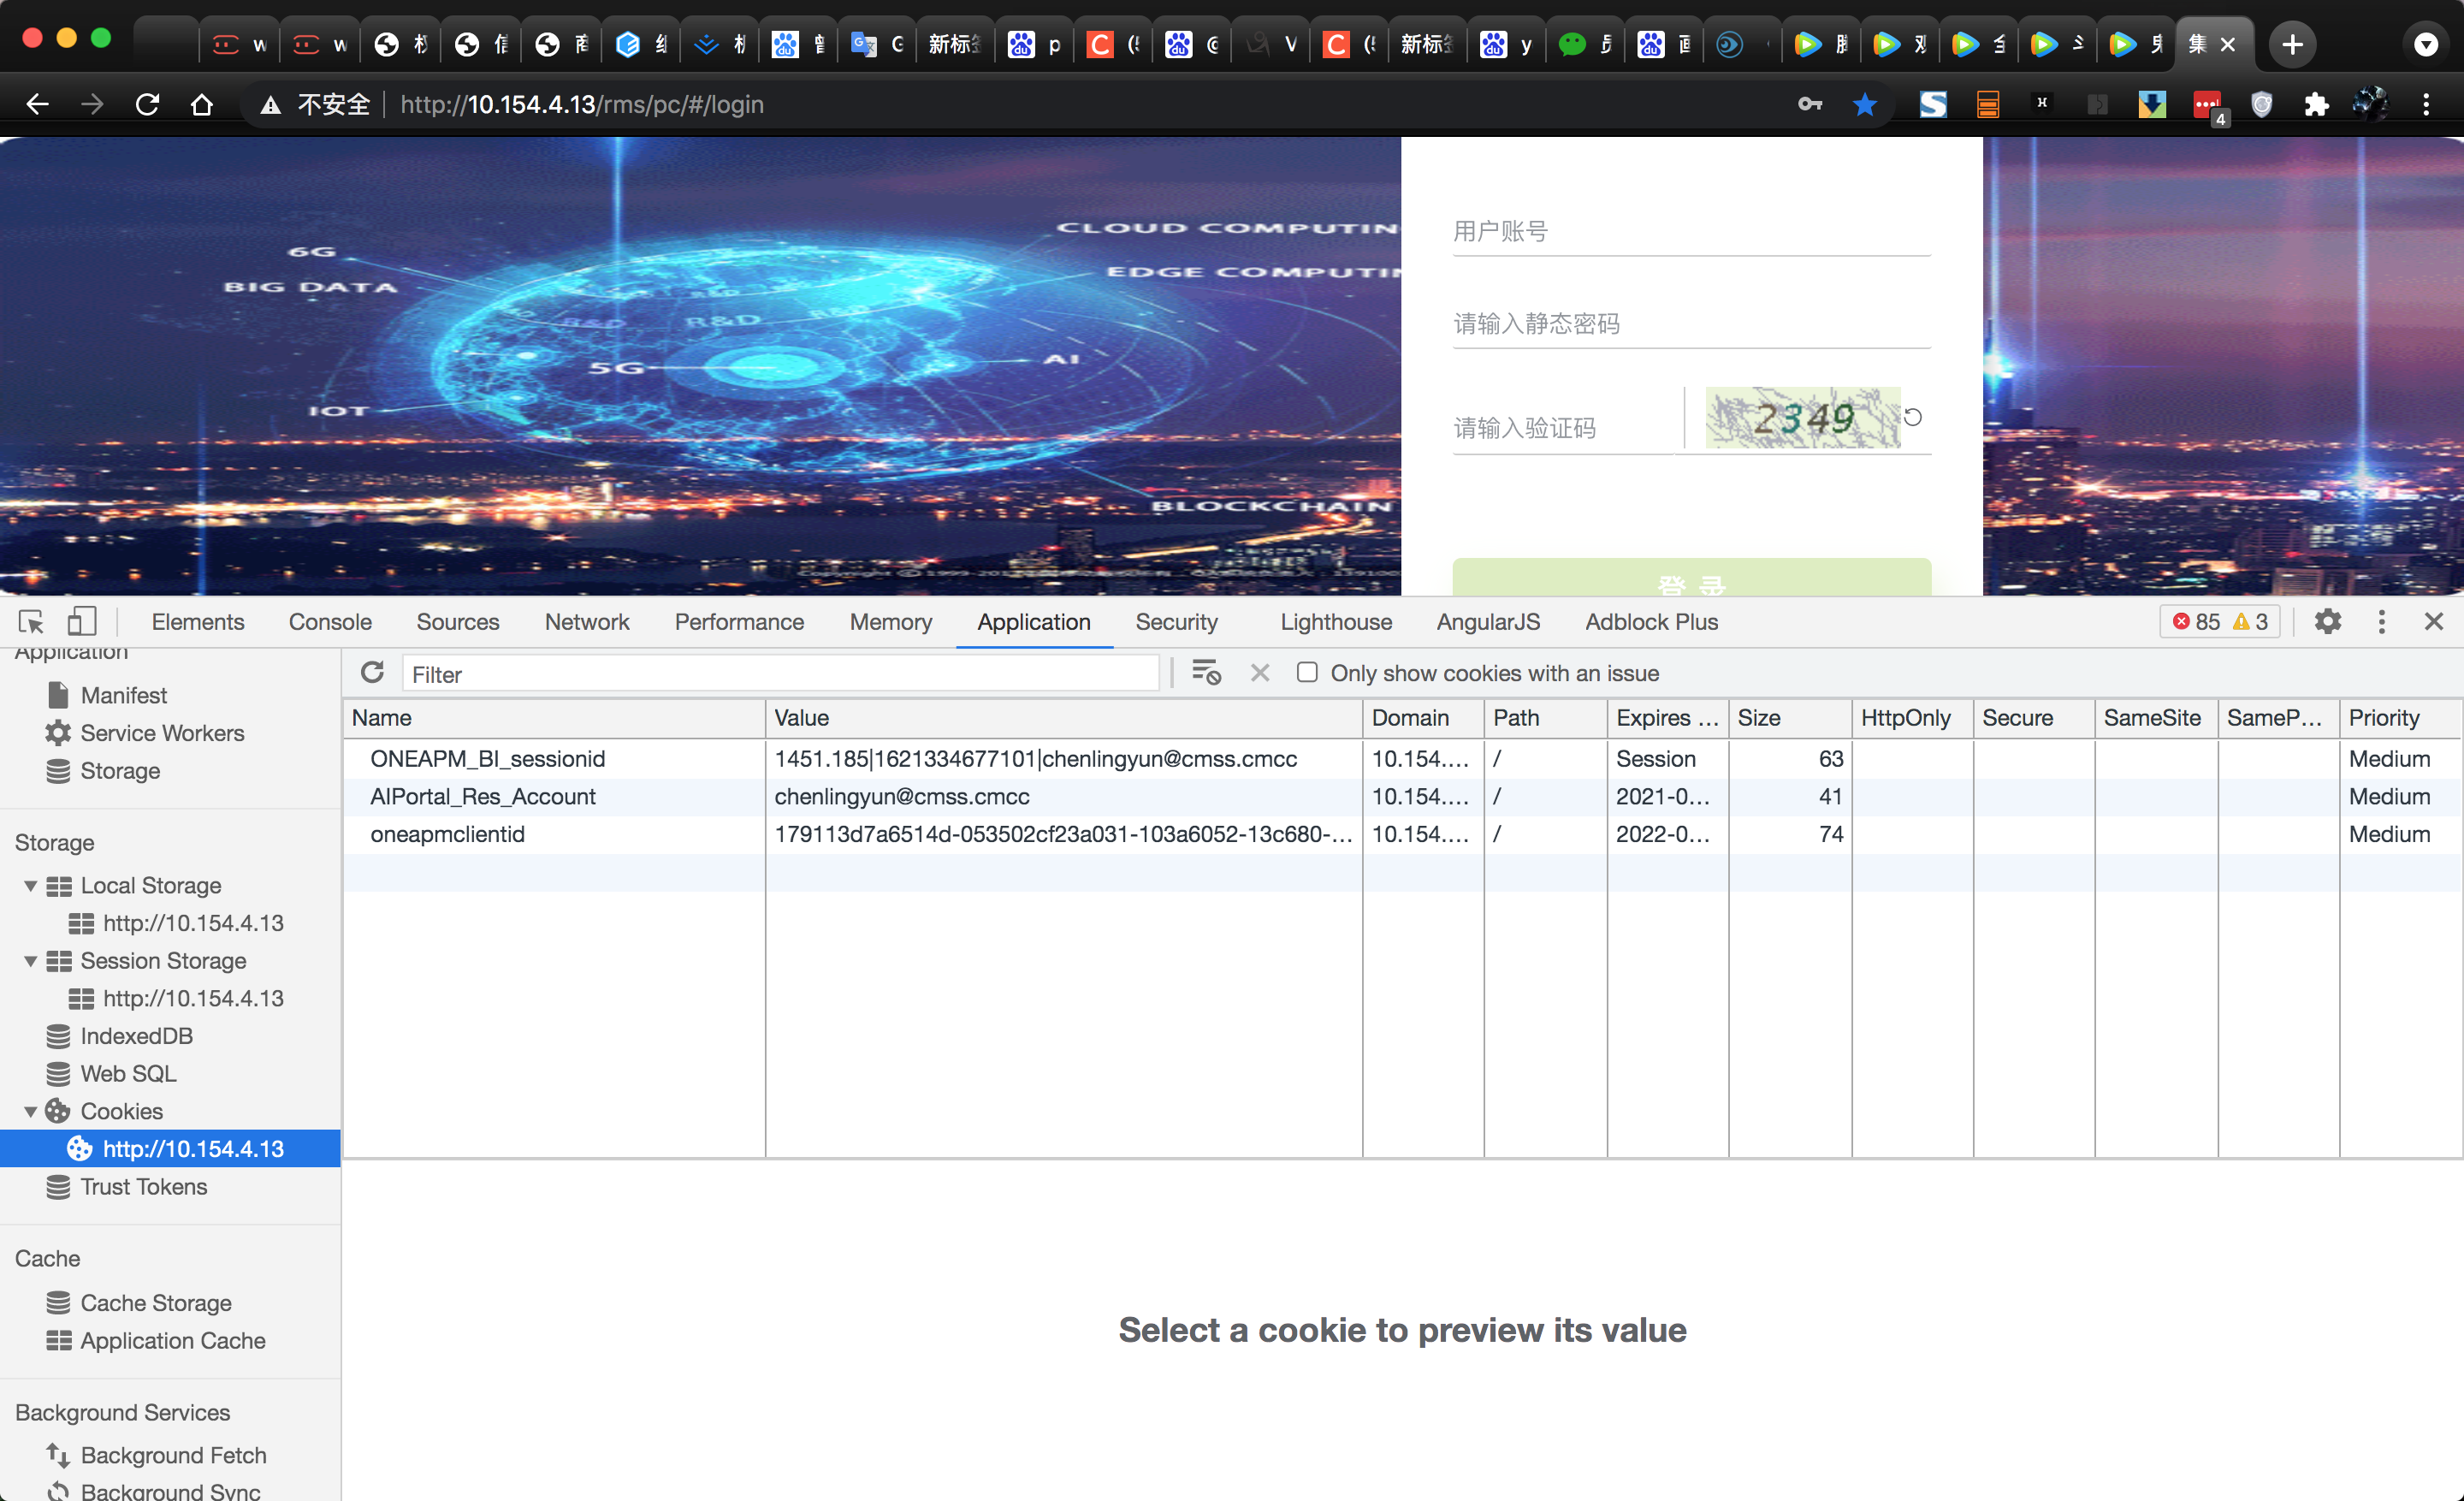 新标签
新标签
集
不安全 http://10.154.4.13/rms/pc/#/login
4
CLOUD COMPUTIN
6G
EDGE COMPUTIN
BIG DATA
R&D R&D R&D
5G
AI
IOT
BLOCKCHAIN
用户账号
请输入静态密码
请输入验证码
2349
登 录
Elements Console Sources Network Performance Memory Application Security Lighthouse AngularJS Adblock Plus 85 3
Application
Manifest
Service Workers
Storage
Storage
Local Storage
http://10.154.4.13
Session Storage
http://10.154.4.13
IndexedDB
Web SQL
Cookies
http://10.154.4.13
Trust Tokens
Cache
Cache Storage
Application Cache
Background Services
Background Fetch
Background Sync
Filter Only show cookies with an issue
Name Value Domain Path Expires ... Size HttpOnly Secure SameSite SameP... Priority
ONEAPM_BI_sessionid 1451.185|1621334677101|chenlingyun@cmss.cmcc 10.154.... / Session 63 Medium
AIPortal_Res_Account chenlingyun@cmss.cmcc 10.154.... / 2021-0... 41 Medium
oneapmclientid 179113d7a6514d-053502cf23a031-103a6052-13c680-... 10.154.... / 2022-0... 74 Medium
Select a cookie to preview its value